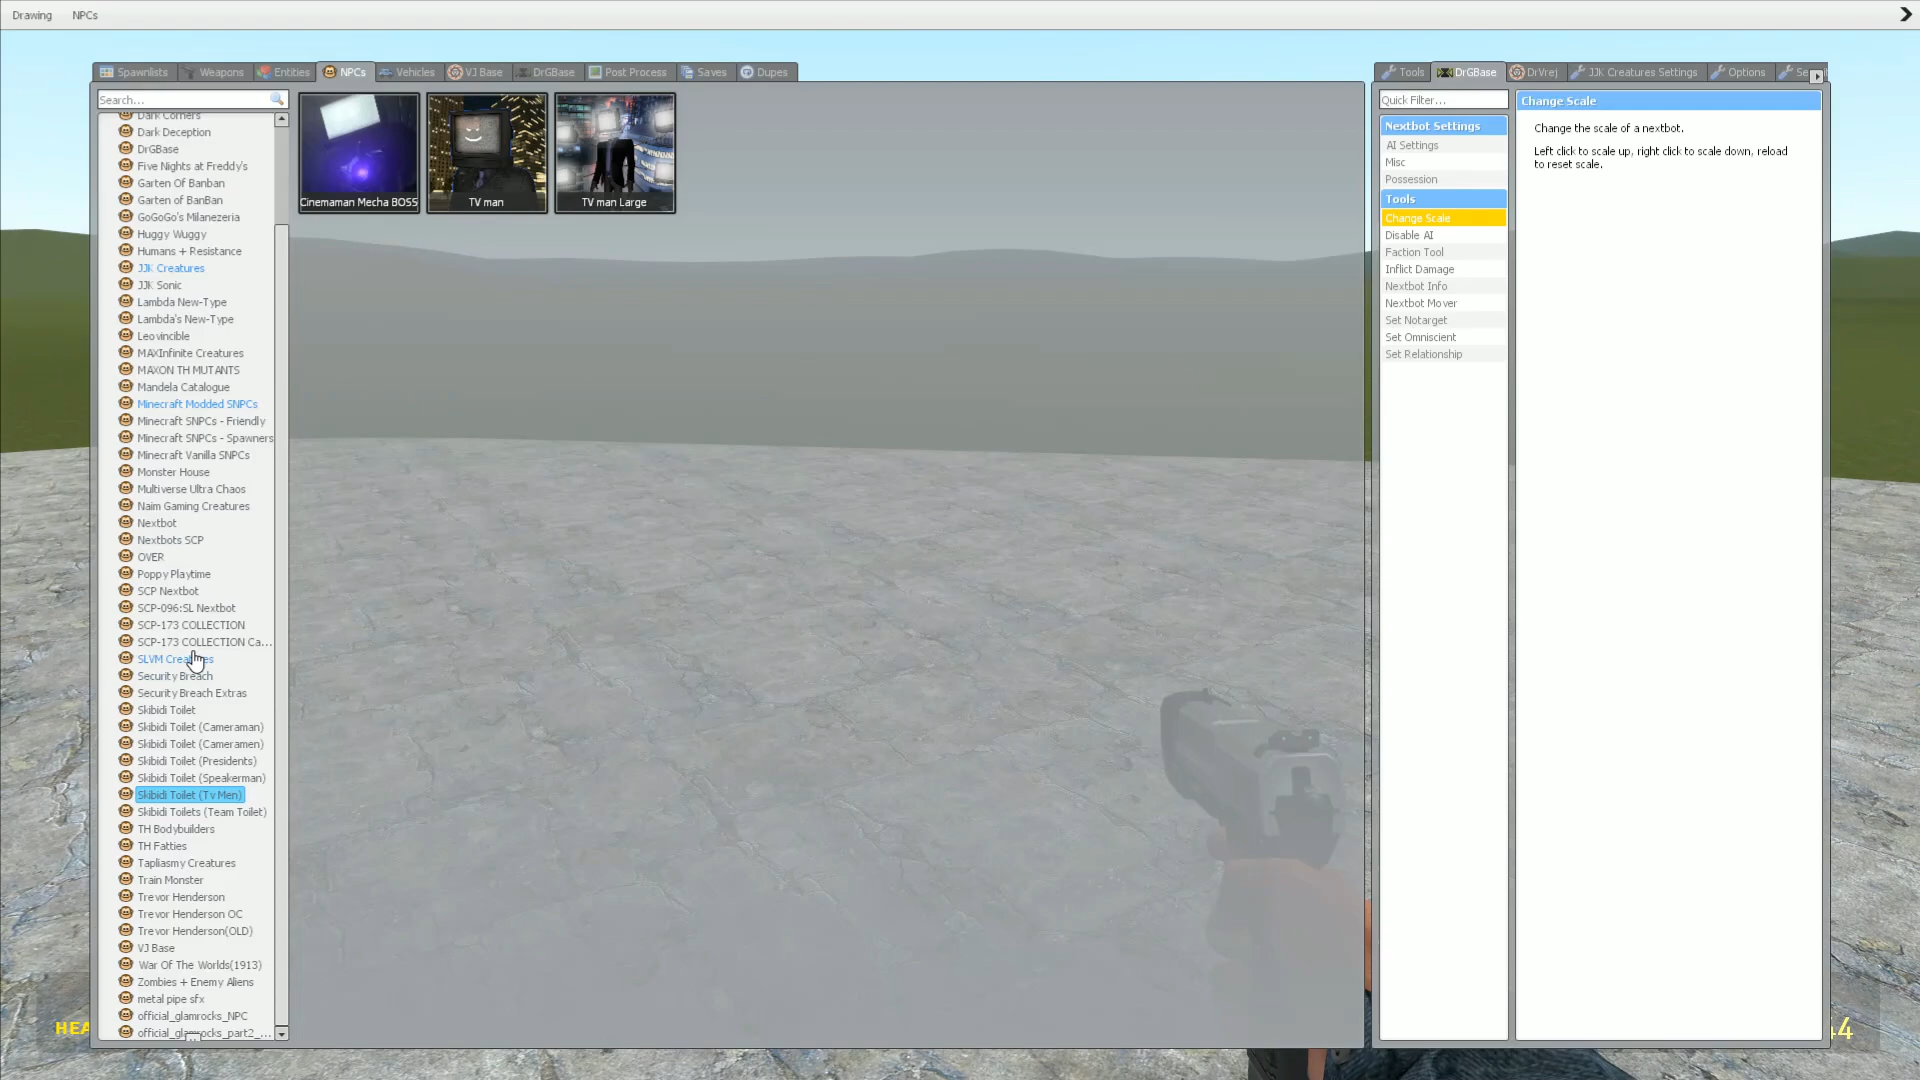 Drawing NPCs
Spawnlists Weapons Entities NPCs Vehicles VJ Base DrGBase Post Process Saves Dupes
Search...
Dark Corners
Dark Deception
DrGBase
Five Nights at Freddy's
Garten Of Banban
Garten of BanBan
GoGoGo's Milanezeria
Huggy Wuggy
Humans + Resistance
JJK Creatures
JJK Sonic
Lambda New-Type
Lambda's New-Type
Leovincible
MAXInfinite Creatures
MAXON TH MUTANTS
Mandela Catalogue
Minecraft Modded SNPCs
Minecraft SNPCs - Friendly
Minecraft SNPCs - Spawners
Minecraft Vanilla SNPCs
Monster House
Multiverse Ultra Chaos
Naim Gaming Creatures
Nextbot
Nextbots SCP
OVER
Poppy Playtime
SCP Nextbot
SCP-096:SL Nextbot
SCP-173 COLLECTION
SCP-173 COLLECTION Ca...
SLVM Creatures
Security Breach
Security Breach Extras
Skibidi Toilet
Skibidi Toilet (Cameraman)
Skibidi Toilet (Cameramen)
Skibidi Toilet (Presidents)
Skibidi Toilet (Speakerman)
Skibidi Toilet (Tv Men)
Skibidi Toilets (Team Toilet)
TH Bodybuilders
TH Fatties
Tapliasmy Creatures
Train Monster
Trevor Henderson
Trevor Henderson OC
Trevor Henderson(OLD)
VJ Base
War Of The Worlds(1913)
Zombies + Enemy Aliens
metal pipe sfx
official_glamrocks_NPC
official_glamrocks_part2_...
Cinemaman Mecha BOSS
TV man
TV man Large
Tools DrGBase DrVrej JJK Creatures Settings Options
Quick Filter...
Nextbot Settings
AI Settings
Misc
Possession
Tools
Change Scale
Disable AI
Faction Tool
Inflict Damage
Nextbot Info
Nextbot Mover
Set Notarget
Set Omniscient
Set Relationship
Change Scale
Change the scale of a nextbot.
Left click to scale up, right click to scale down, reload
to reset scale.
HEA
44